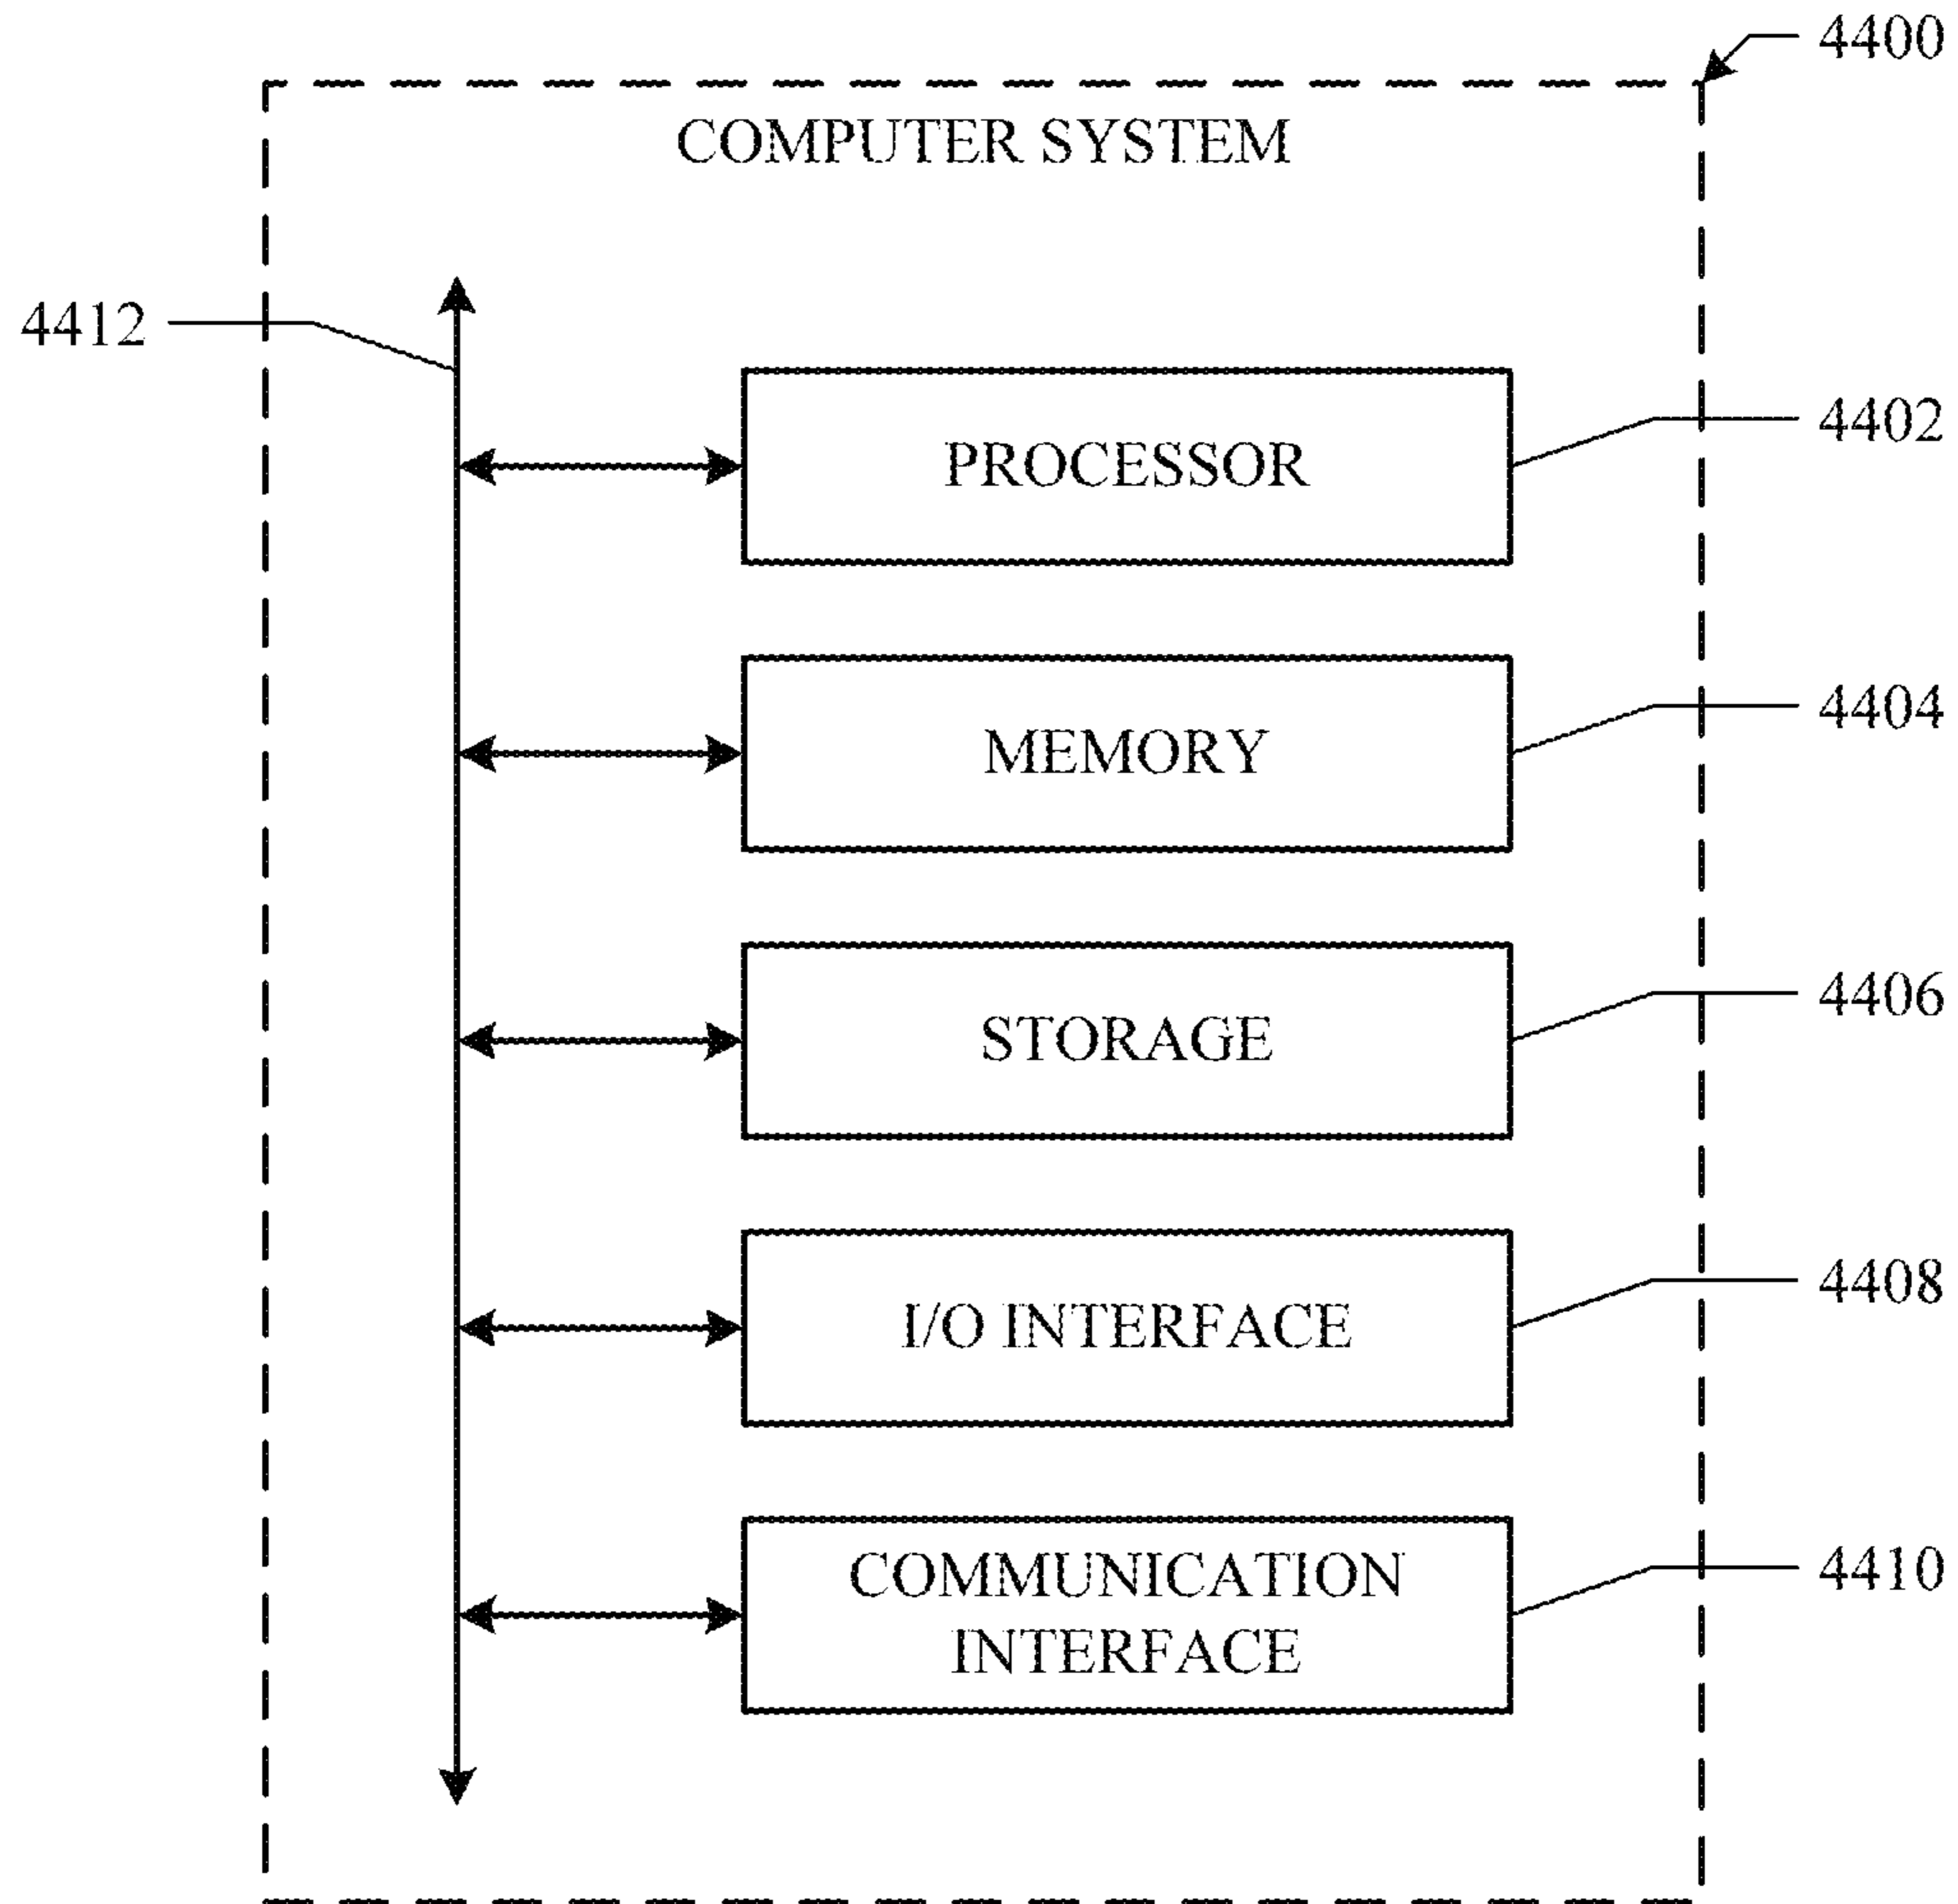 4400
COMPUTER SYSTEM
4412
4402
PROCESSOR
4404
MEMORY
4406
STORAGE
4408
I/O INTERFACE
4410
COMMUNICATION
INTERFACE